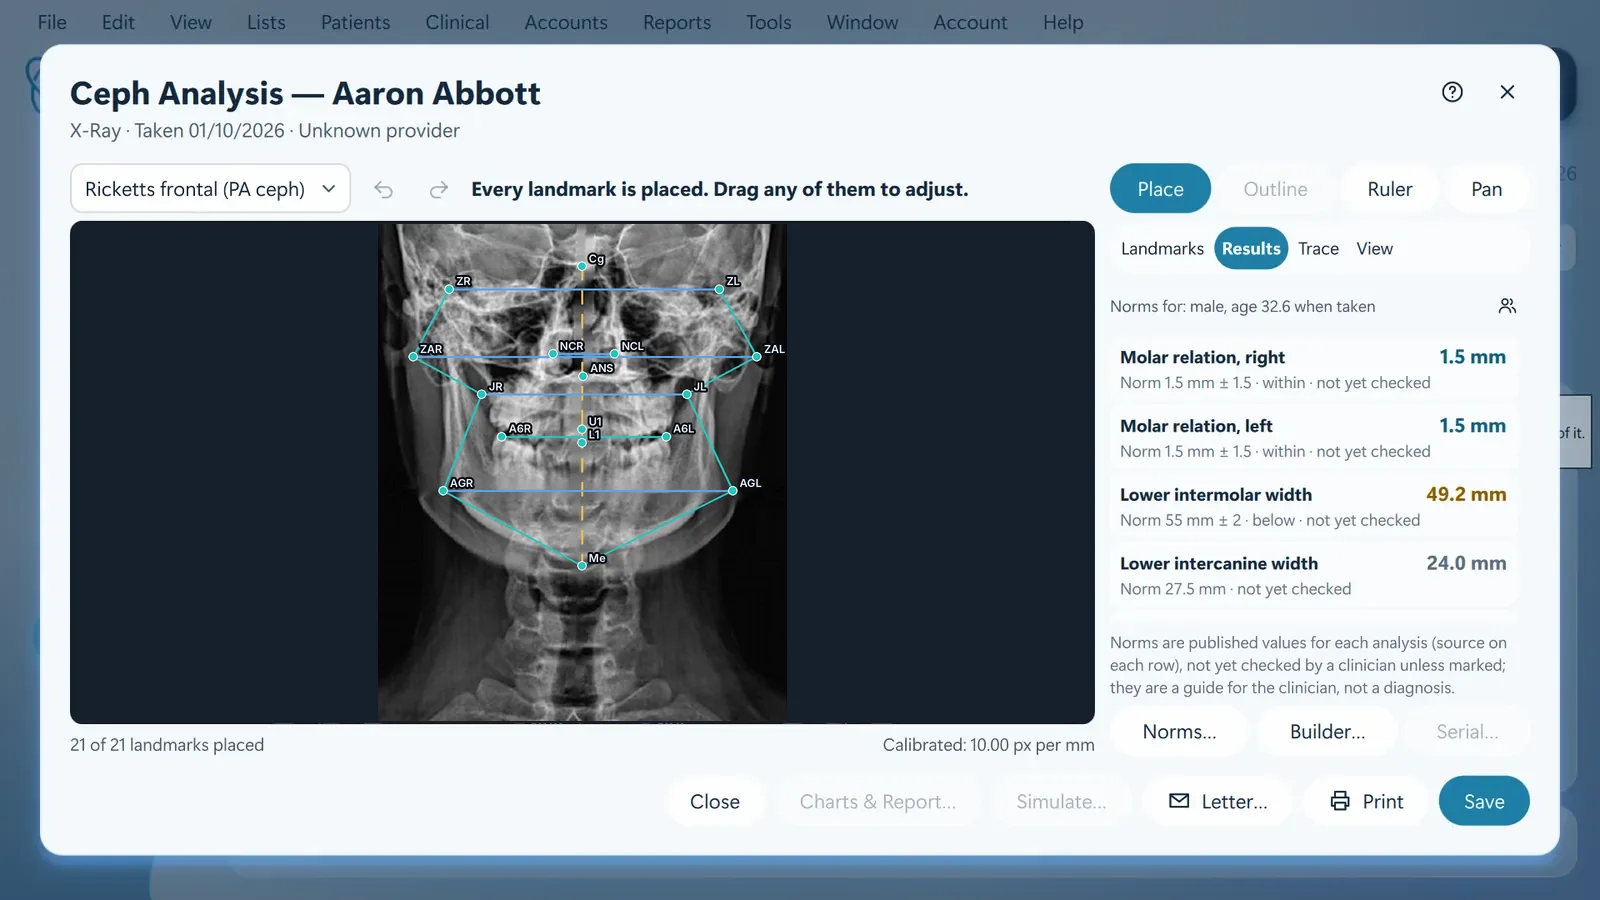 File Edit View Lists Patients Clinical Accounts Reports Tools Window Account Help
Ceph Analysis — Aaron Abbott
X-Ray · Taken 01/10/2026 · Unknown provider
Ricketts frontal (PA ceph)
Every landmark is placed. Drag any of them to adjust.
Place Outline Ruler Pan
26
Landmarks Results Trace View
Cg
ZR ZL
ZAR NCR NCL ZAL
ANS
JR JL
U1
A6R L1 A6L
AGR AGL
Me
Norms for: male, age 32.6 when taken
Molar relation, right 1.5 mm
Norm 1.5 mm ± 1.5 · within · not yet checked
Molar relation, left 1.5 mm
Norm 1.5 mm ± 1.5 · within · not yet checked
of it.
Lower intermolar width 49.2 mm
Norm 55 mm ± 2 · below · not yet checked
Lower intercanine width 24.0 mm
Norm 27.5 mm · not yet checked
Norms are published values for each analysis (source on
each row), not yet checked by a clinician unless marked;
they are a guide for the clinician, not a diagnosis.
Norms... Builder... Serial...
21 of 21 landmarks placed
Calibrated: 10.00 px per mm
Close Charts & Report... Simulate... Letter... Print Save